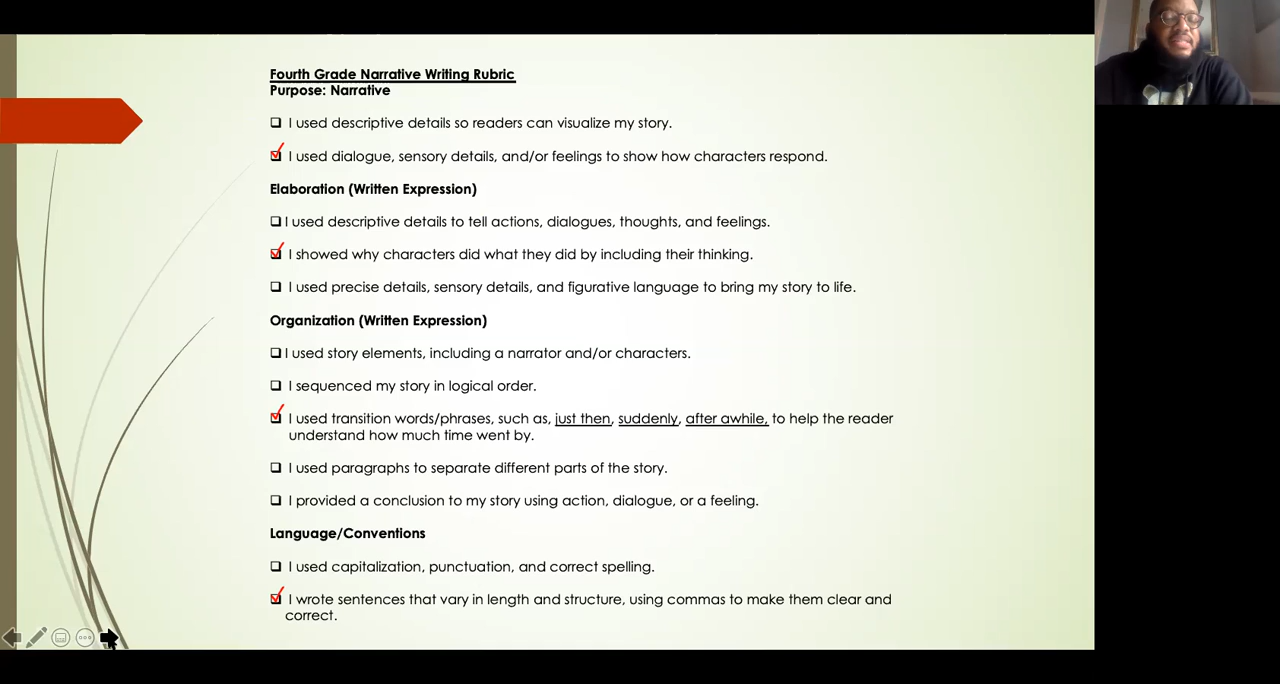 Fourth Grade Narrative Writing Rubric
Purpose: Narrative
I used descriptive details so readers can visualize my story.
I used dialogue, sensory details, and/or feelings to show how characters respond.
Elaboration (Written Expression)
I used descriptive details to tell actions, dialogues, thoughts, and feelings.
I showed why characters did what they did by including their thinking.
I used precise details, sensory details, and figurative language to bring my story to life.
Organization (Written Expression)
I used story elements, including a narrator and/or characters.
I sequenced my story in logical order.
I used transition words/phrases, such as, just then, suddenly, after awhile, to help the reader
understand how much time went by.
I used paragraphs to separate different parts of the story.
I provided a conclusion to my story using action, dialogue, or a feeling.
Language/Conventions
I used capitalization, punctuation, and correct spelling.
I wrote sentences that vary in length and structure, using commas to make them clear and
correct.